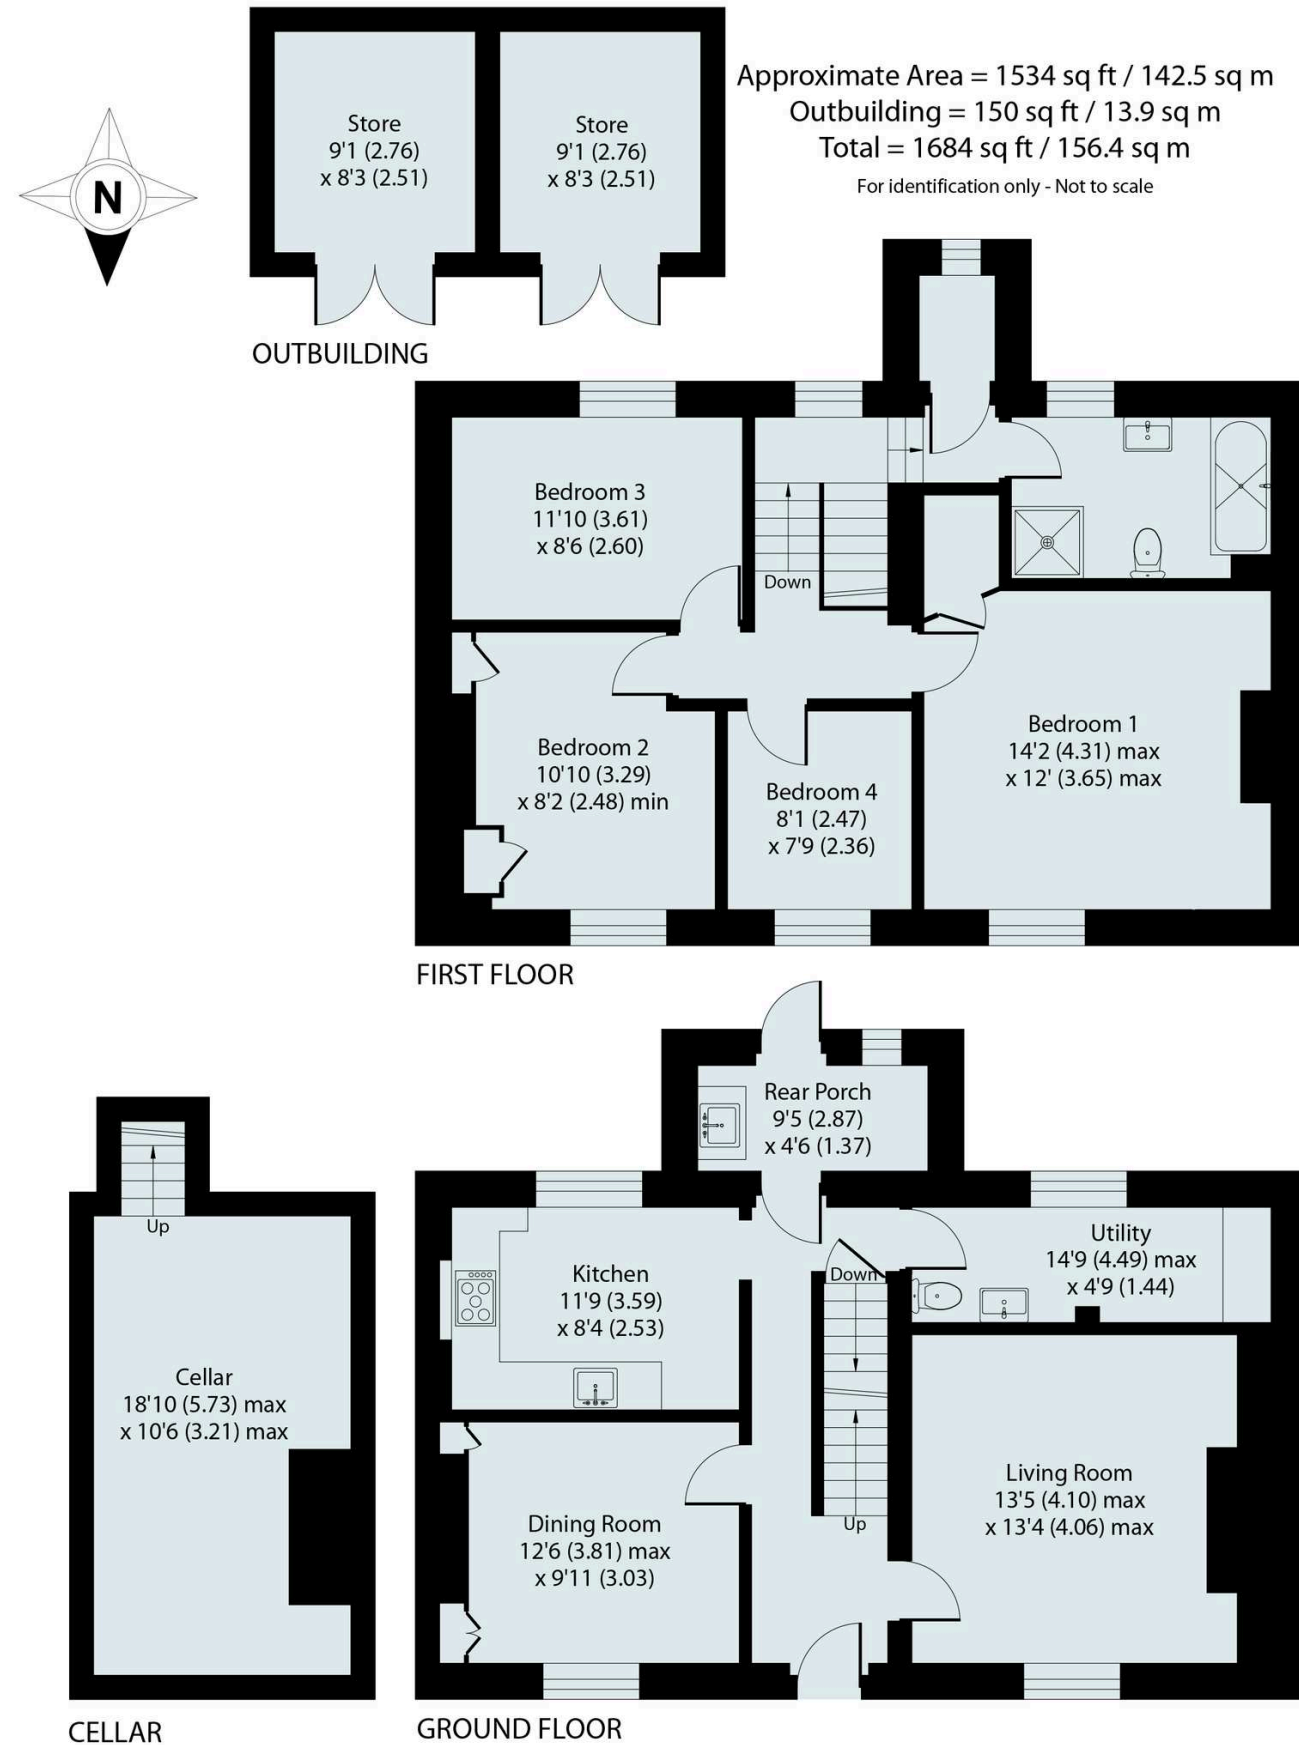 Approximate Area = 1534 sq ft / 142.5 sq m
Outbuilding = 150 sq ft / 13.9 sq m
Total = 1684 sq ft / 156.4 sq m
For identification only - Not to scale
N
Store
9'1 (2.76)
x 8'3 (2.51)
Store
9'1 (2.76)
x 8'3 (2.51)
OUTBUILDING
Bedroom 3
11'10 (3.61)
x 8'6 (2.60)
Down
Bedroom 2
10'10 (3.29)
x 8'2 (2.48) min
Bedroom 4
8'1 (2.47)
x 7'9 (2.36)
Bedroom 1
14'2 (4.31) max
x 12' (3.65) max
FIRST FLOOR
Rear Porch
9'5 (2.87)
x 4'6 (1.37)
Up
Cellar
18'10 (5.73) max
x 10'6 (3.21) max
CELLAR
Kitchen
11'9 (3.59)
x 8'4 (2.53)
Down
Utility
14'9 (4.49) max
x 4'9 (1.44)
Dining Room
12'6 (3.81) max
x 9'11 (3.03)
Up
Living Room
13'5 (4.10) max
x 13'4 (4.06) max
GROUND FLOOR